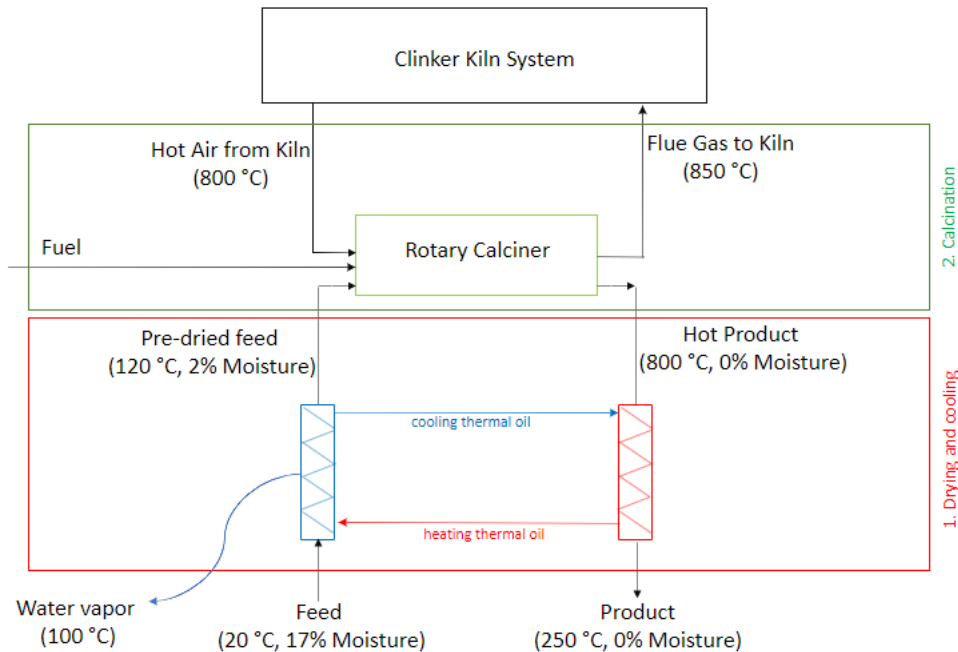 Clinker Kiln System
Hot Air from Kiln
(800 °C)
Flue Gas to Kiln
(850 °C)
2. Calcination
Fuel
Rotary Calciner
Pre-dried feed
(120 °C, 2% Moisture)
Hot Product
(800 °C, 0% Moisture)
cooling thermal oil
heating thermal oil
1. Drying and cooling
Water vapor
(100 °C)
Feed
(20 °C, 17% Moisture)
Product
(250 °C, 0% Moisture)